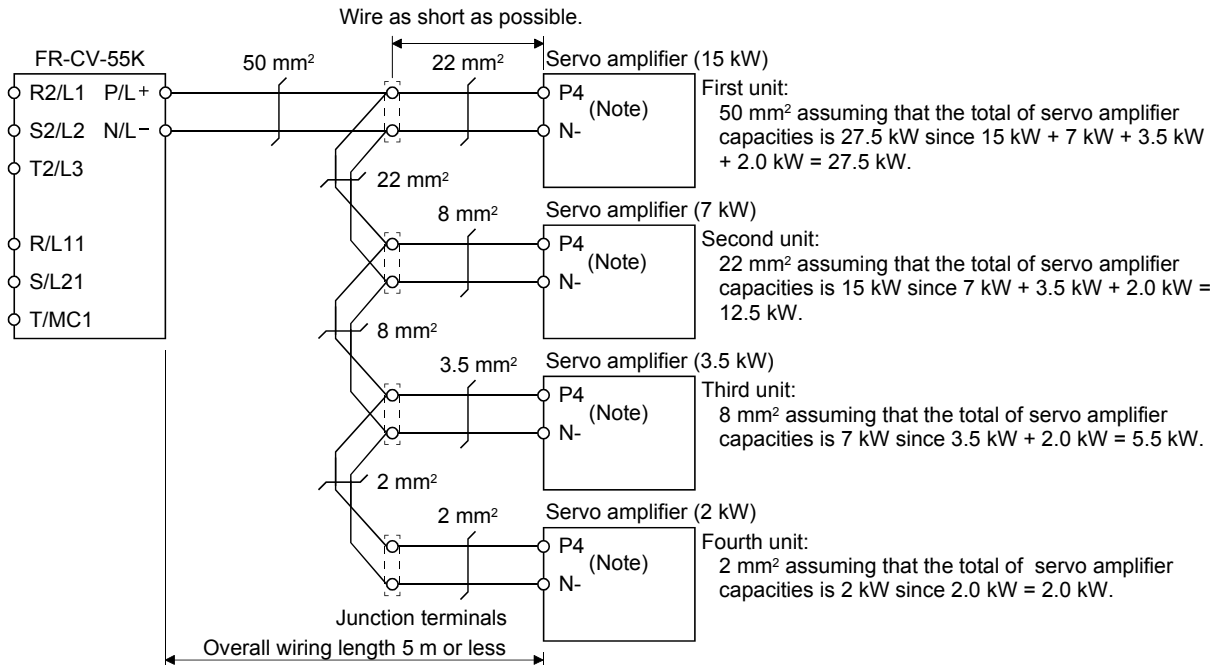 Wire as short as possible.
FR-CV-55K
50 mm²
22 mm²
Servo amplifier (15 kW)
R2/L1 P/L+
S2/L2 N/L−
T2/L3
R/L11
S/L21
T/MC1
P4
(Note)
N-
First unit:
50 mm² assuming that the total of servo amplifier
capacities is 27.5 kW since 15 kW + 7 kW + 3.5 kW
+ 2.0 kW = 27.5 kW.
22 mm²
8 mm²
Servo amplifier (7 kW)
P4
(Note)
N-
Second unit:
22 mm² assuming that the total of servo amplifier
capacities is 15 kW since 7 kW + 3.5 kW + 2.0 kW =
12.5 kW.
8 mm²
3.5 mm²
Servo amplifier (3.5 kW)
P4
(Note)
N-
Third unit:
8 mm² assuming that the total of servo amplifier
capacities is 7 kW since 3.5 kW + 2.0 kW = 5.5 kW.
2 mm²
2 mm²
Servo amplifier (2 kW)
P4
(Note)
N-
Fourth unit:
2 mm² assuming that the total of servo amplifier
capacities is 2 kW since 2.0 kW = 2.0 kW.
Junction terminals
Overall wiring length 5 m or less